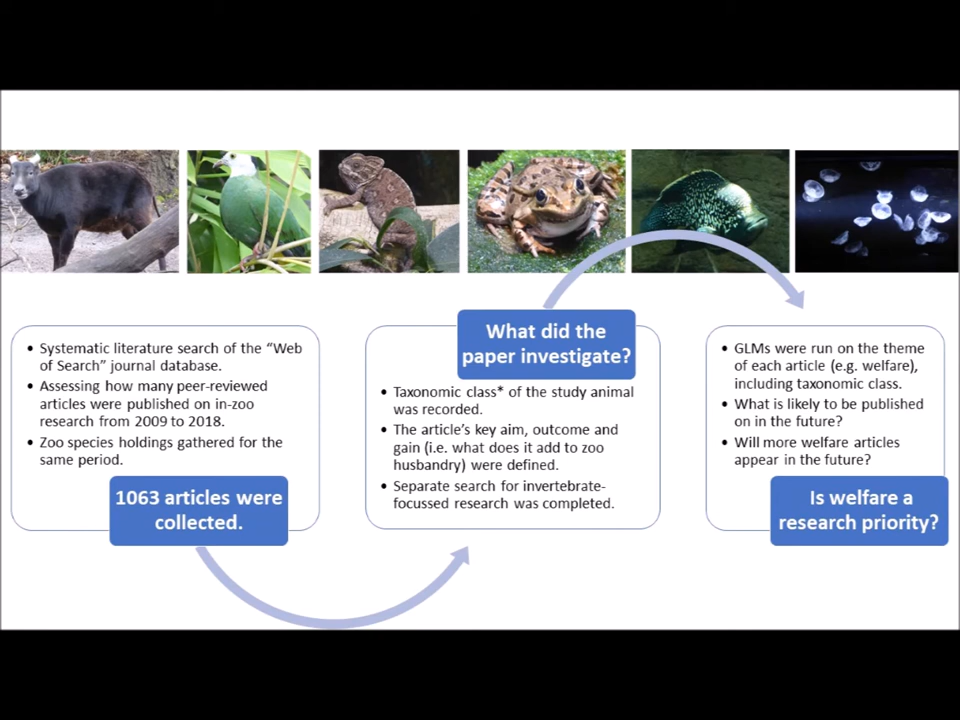 • Systematic literature search of the “Web
of Search” journal database.
• Assessing how many peer-reviewed
articles were published on in-zoo
research from 2009 to 2018.
• Zoo species holdings gathered for the
same period.
1063 articles were
collected.
What did the
paper investigate?
• Taxonomic class* of the study animal
was recorded.
• The article’s key aim, outcome and
gain (i.e. what does it add to zoo
husbandry) were defined.
• Separate search for invertebrate-
focussed research was completed.
• GLMs were run on the theme
of each article (e.g. welfare),
including taxonomic class.
• What is likely to be published
on in the future?
• Will more welfare articles
appear in the future?
Is welfare a
research priority?